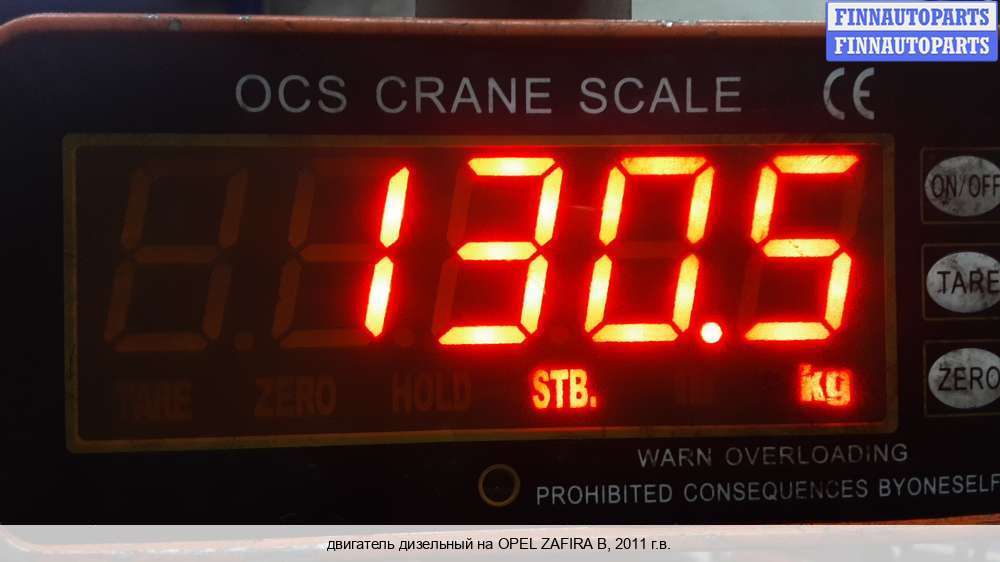 FINNAUTOPARTS
FINNAUTOPARTS
OCS CRANE SCALE CE
130.5
ON/OFF
TARE
ZERO
TARE ZERO HOLD STB. kg
WARN OVERLOADING
PROHIBITED CONSEQUENCES BYONESELF
двигатель дизельный на OPEL ZAFIRA B, 2011 г.в.